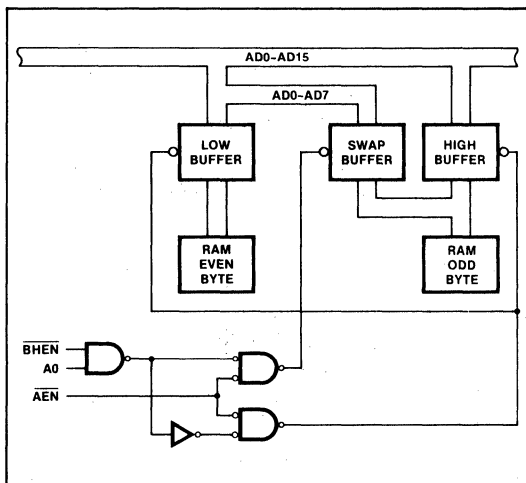 AD0~AD15
AD0~AD7
LOW
BUFFER
SWAP
BUFFER
HIGH
BUFFER
RAM
EVEN
BYTE
RAM
ODD
BYTE
BHEN
A0
AEN